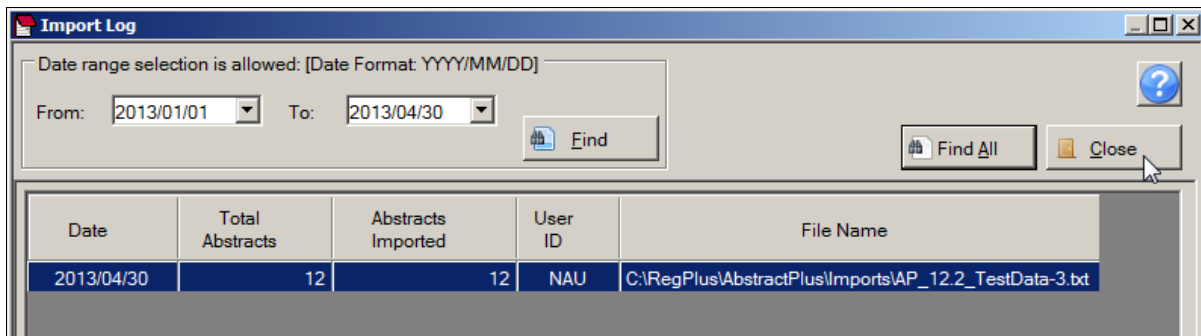 Import Log
Date range selection is allowed: [Date Format: YYYY/MM/DD]
From: 2013/01/01 To: 2013/04/30
Find
Find All
Close
Date Total Abstracts Abstracts Imported User ID File Name
2013/04/30 12 12 NAU C:\RegPlus\AbstractPlus\Imports\AP_12.2_TestData-3.txt